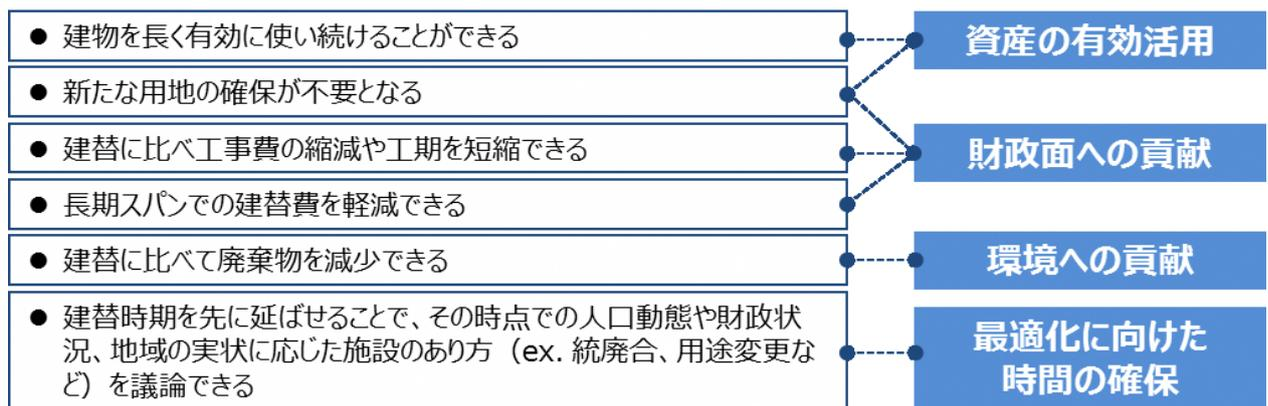 ● 建物を長く有効に使い続けることができる
● 新たな用地の確保が不要となる
● 建替に比べ工事費の縮減や工期を短縮できる
● 長期スパンでの建替費を軽減できる
● 建替に比べて廃棄物を減少できる
● 建替時期を先に延ばせることで、その時点での人口動態や財政状
況、地域の実状に応じた施設のあり方（ex. 統廃合、用途変更な
ど）を議論できる
資産の有効活用
財政面への貢献
環境への貢献
最適化に向けた
時間の確保